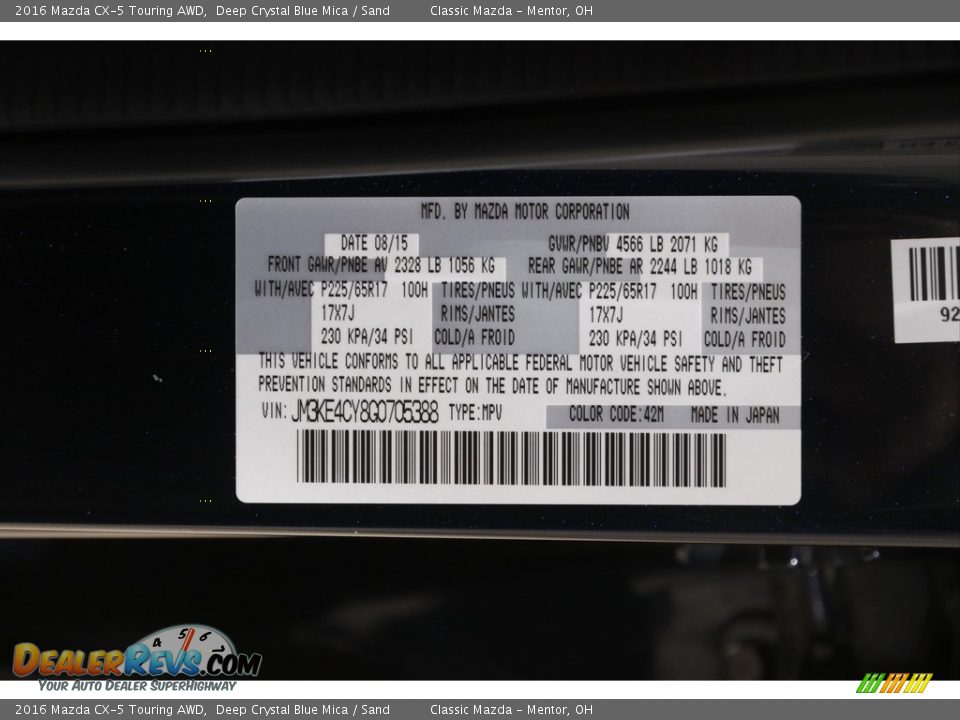 2016 Mazda CX-5 Touring AWD, Deep Crystal Blue Mica / Sand Classic Mazda - Mentor, OH
MFD. BY MAZDA MOTOR CORPORATION
DATE 08/15 GVWR/PNBV 4566 LB 2071 KG
FRONT GAWR/PNBE AV 2328 LB 1056 KG REAR GAWR/PNBE AR 2244 LB 1018 KG
WITH/AVEC P225/65R17 100H TIRES/PNEUS WITH/AVEC P225/65R17 100H TIRES/PNEUS
17X7J RIMS/JANTES 17X7J RIMS/JANTES
230 KPA/34 PSI COLD/A FROID 230 KPA/34 PSI COLD/A FROID
THIS VEHICLE CONFORMS TO ALL APPLICABLE FEDERAL MOTOR VEHICLE SAFETY AND THEFT
PREVENTION STANDARDS IN EFFECT ON THE DATE OF MANUFACTURE SHOWN ABOVE.
VIN: JM3KE4CY8G0705388 TYPE:MPV COLOR CODE:42M MADE IN JAPAN
92
4 5 6
DEALERREVS.COM
YOUR AUTO DEALER SUPERHIGHWAY
2016 Mazda CX-5 Touring AWD, Deep Crystal Blue Mica / Sand Classic Mazda - Mentor, OH